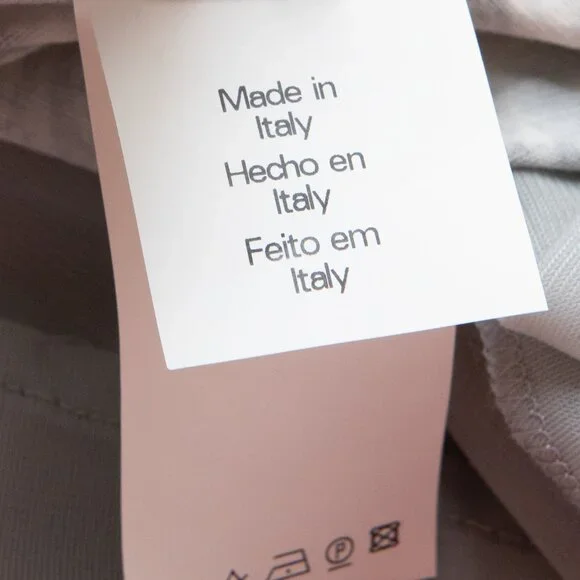 Made in
Italy
Hecho en
Italy
Feito em
Italy
P